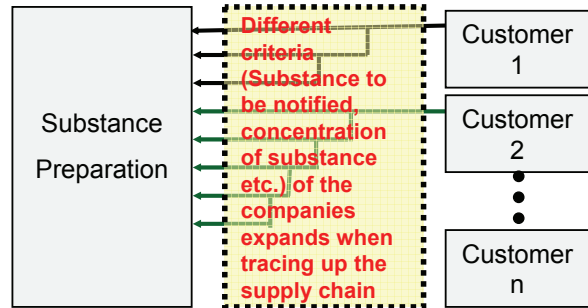 Substance
Preparation
Different
criteria
(Substance to
be notified,
concentration
of substance
etc.) of the
companies
expands when
tracing up the
supply chain
Customer
1
Customer
2
Customer
n